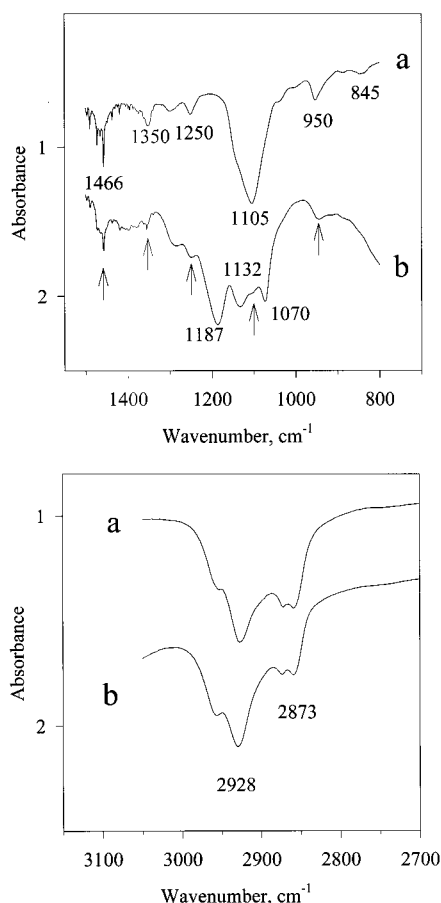 a
845
950
1350
1250
1
1466
1105
Absorbance
1132
b
1070
2
1187
1400 1200 1000 800
Wavenumber, cm-1
1
a
Absorbance
b
2873
2
2928
3100 3000 2900 2800 2700
Wavenumber, cm-1